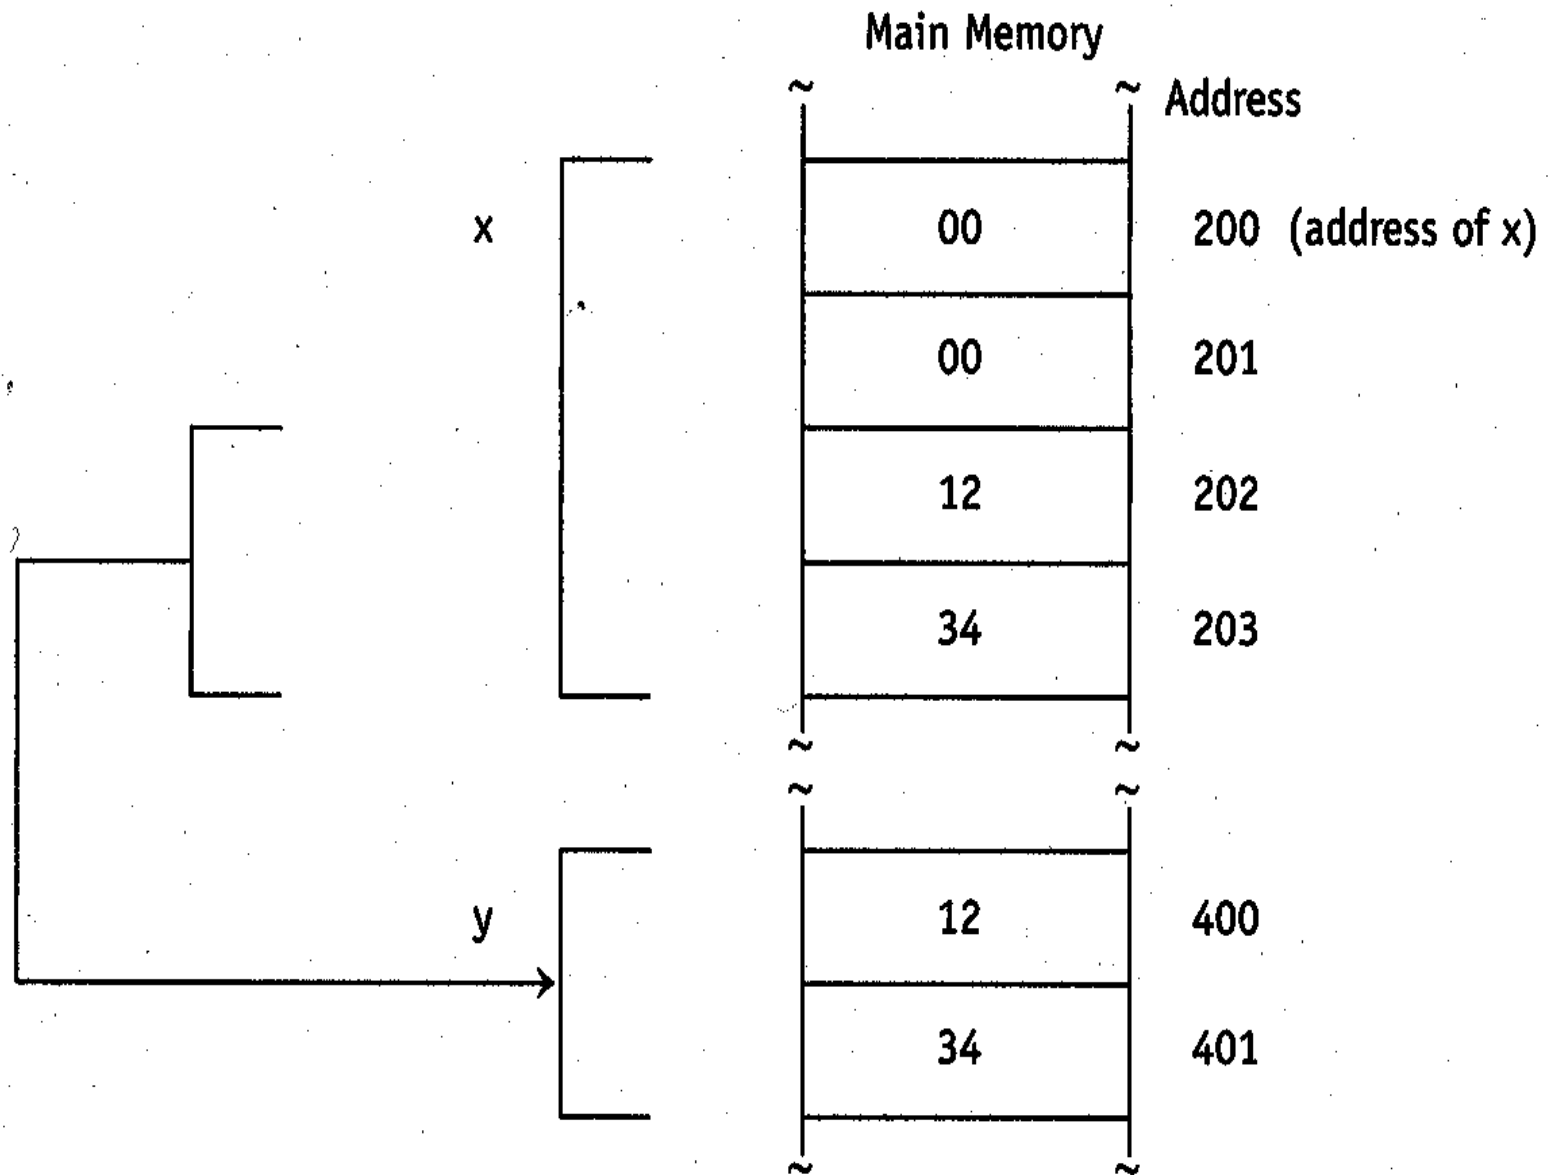 Main Memory
Address
x 00 200 (address of x)
00 201
12 202
34 203
y 12 400
34 401